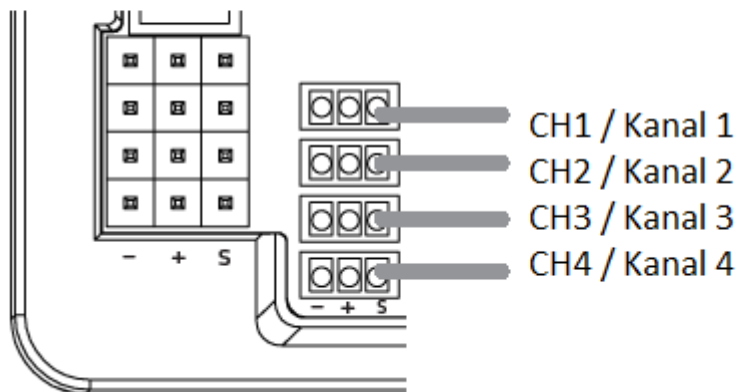 CH1 / Kanal 1
CH2 / Kanal 2
CH3 / Kanal 3
CH4 / Kanal 4
- + S
- + S